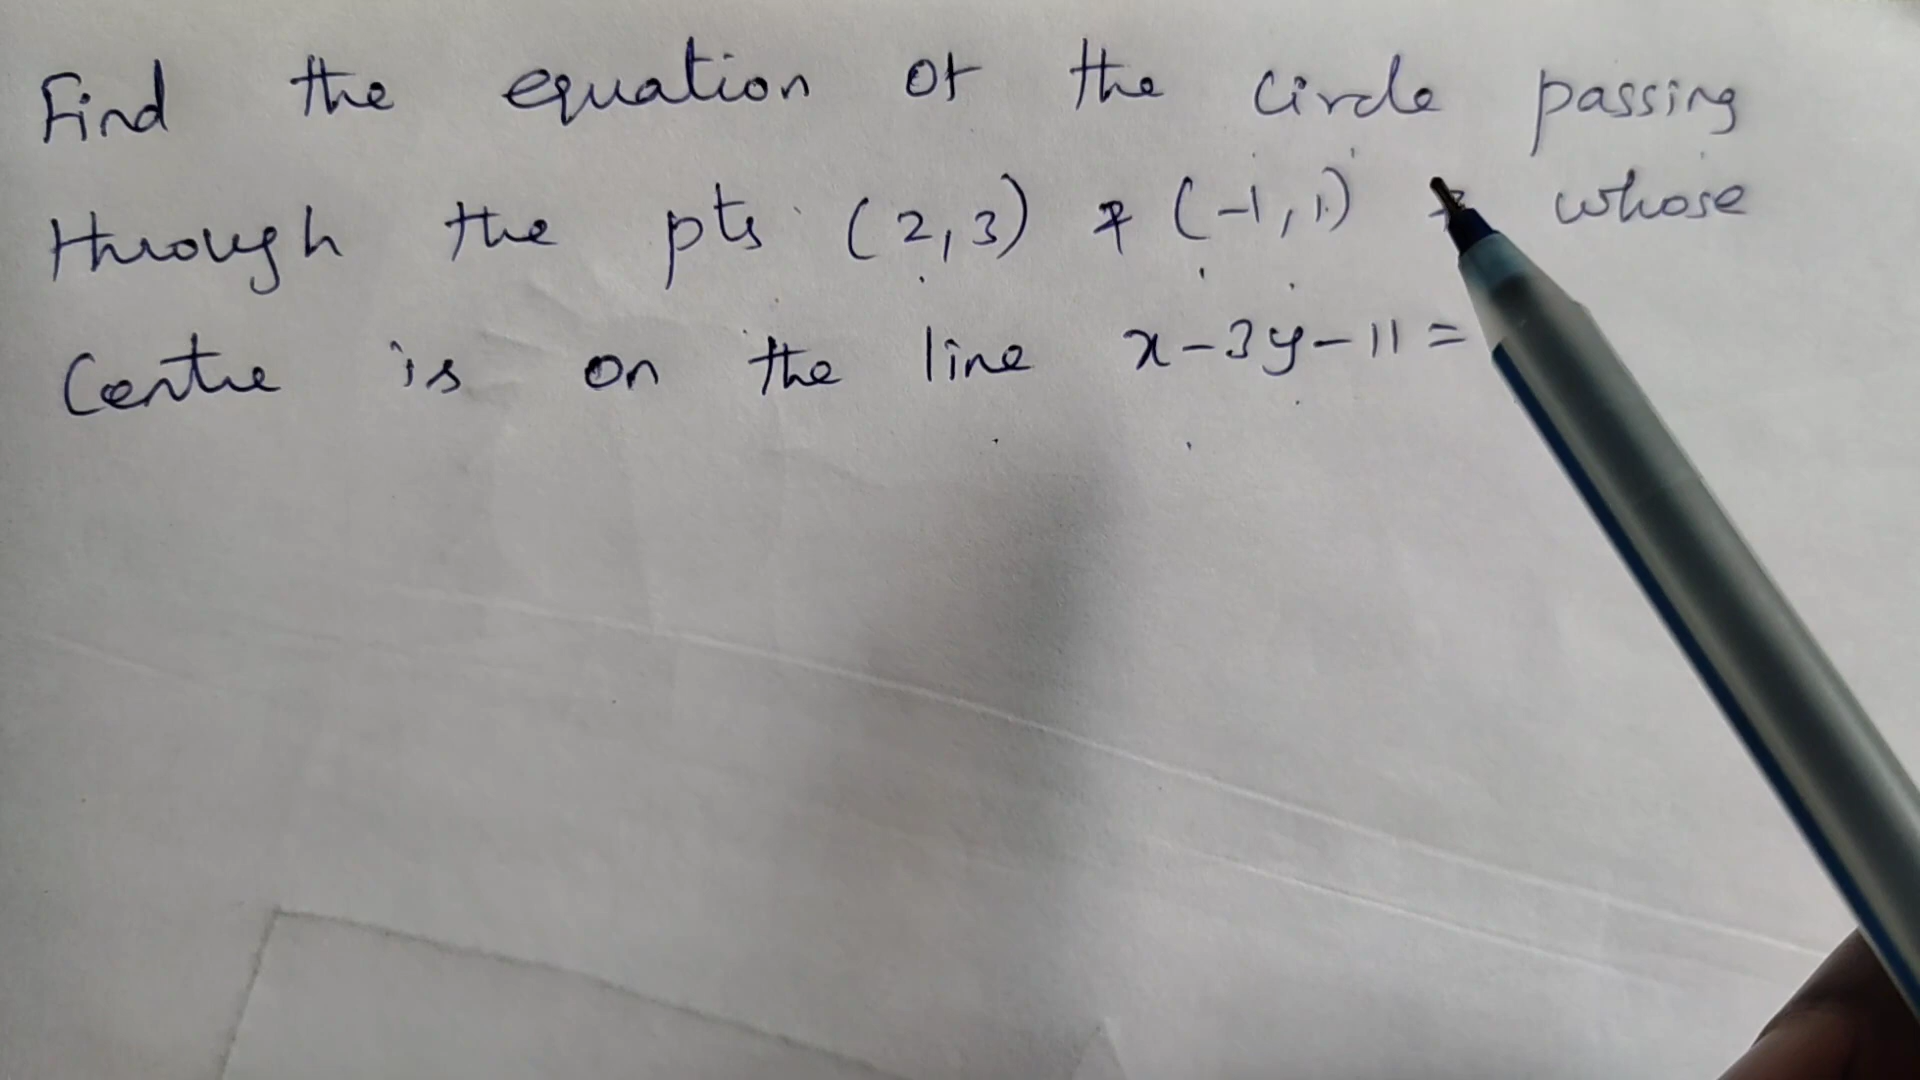 Find the equation of the circle passing
through the pts (2,3) & (-1,1) & whose
Centre is on the line x-3y-11=